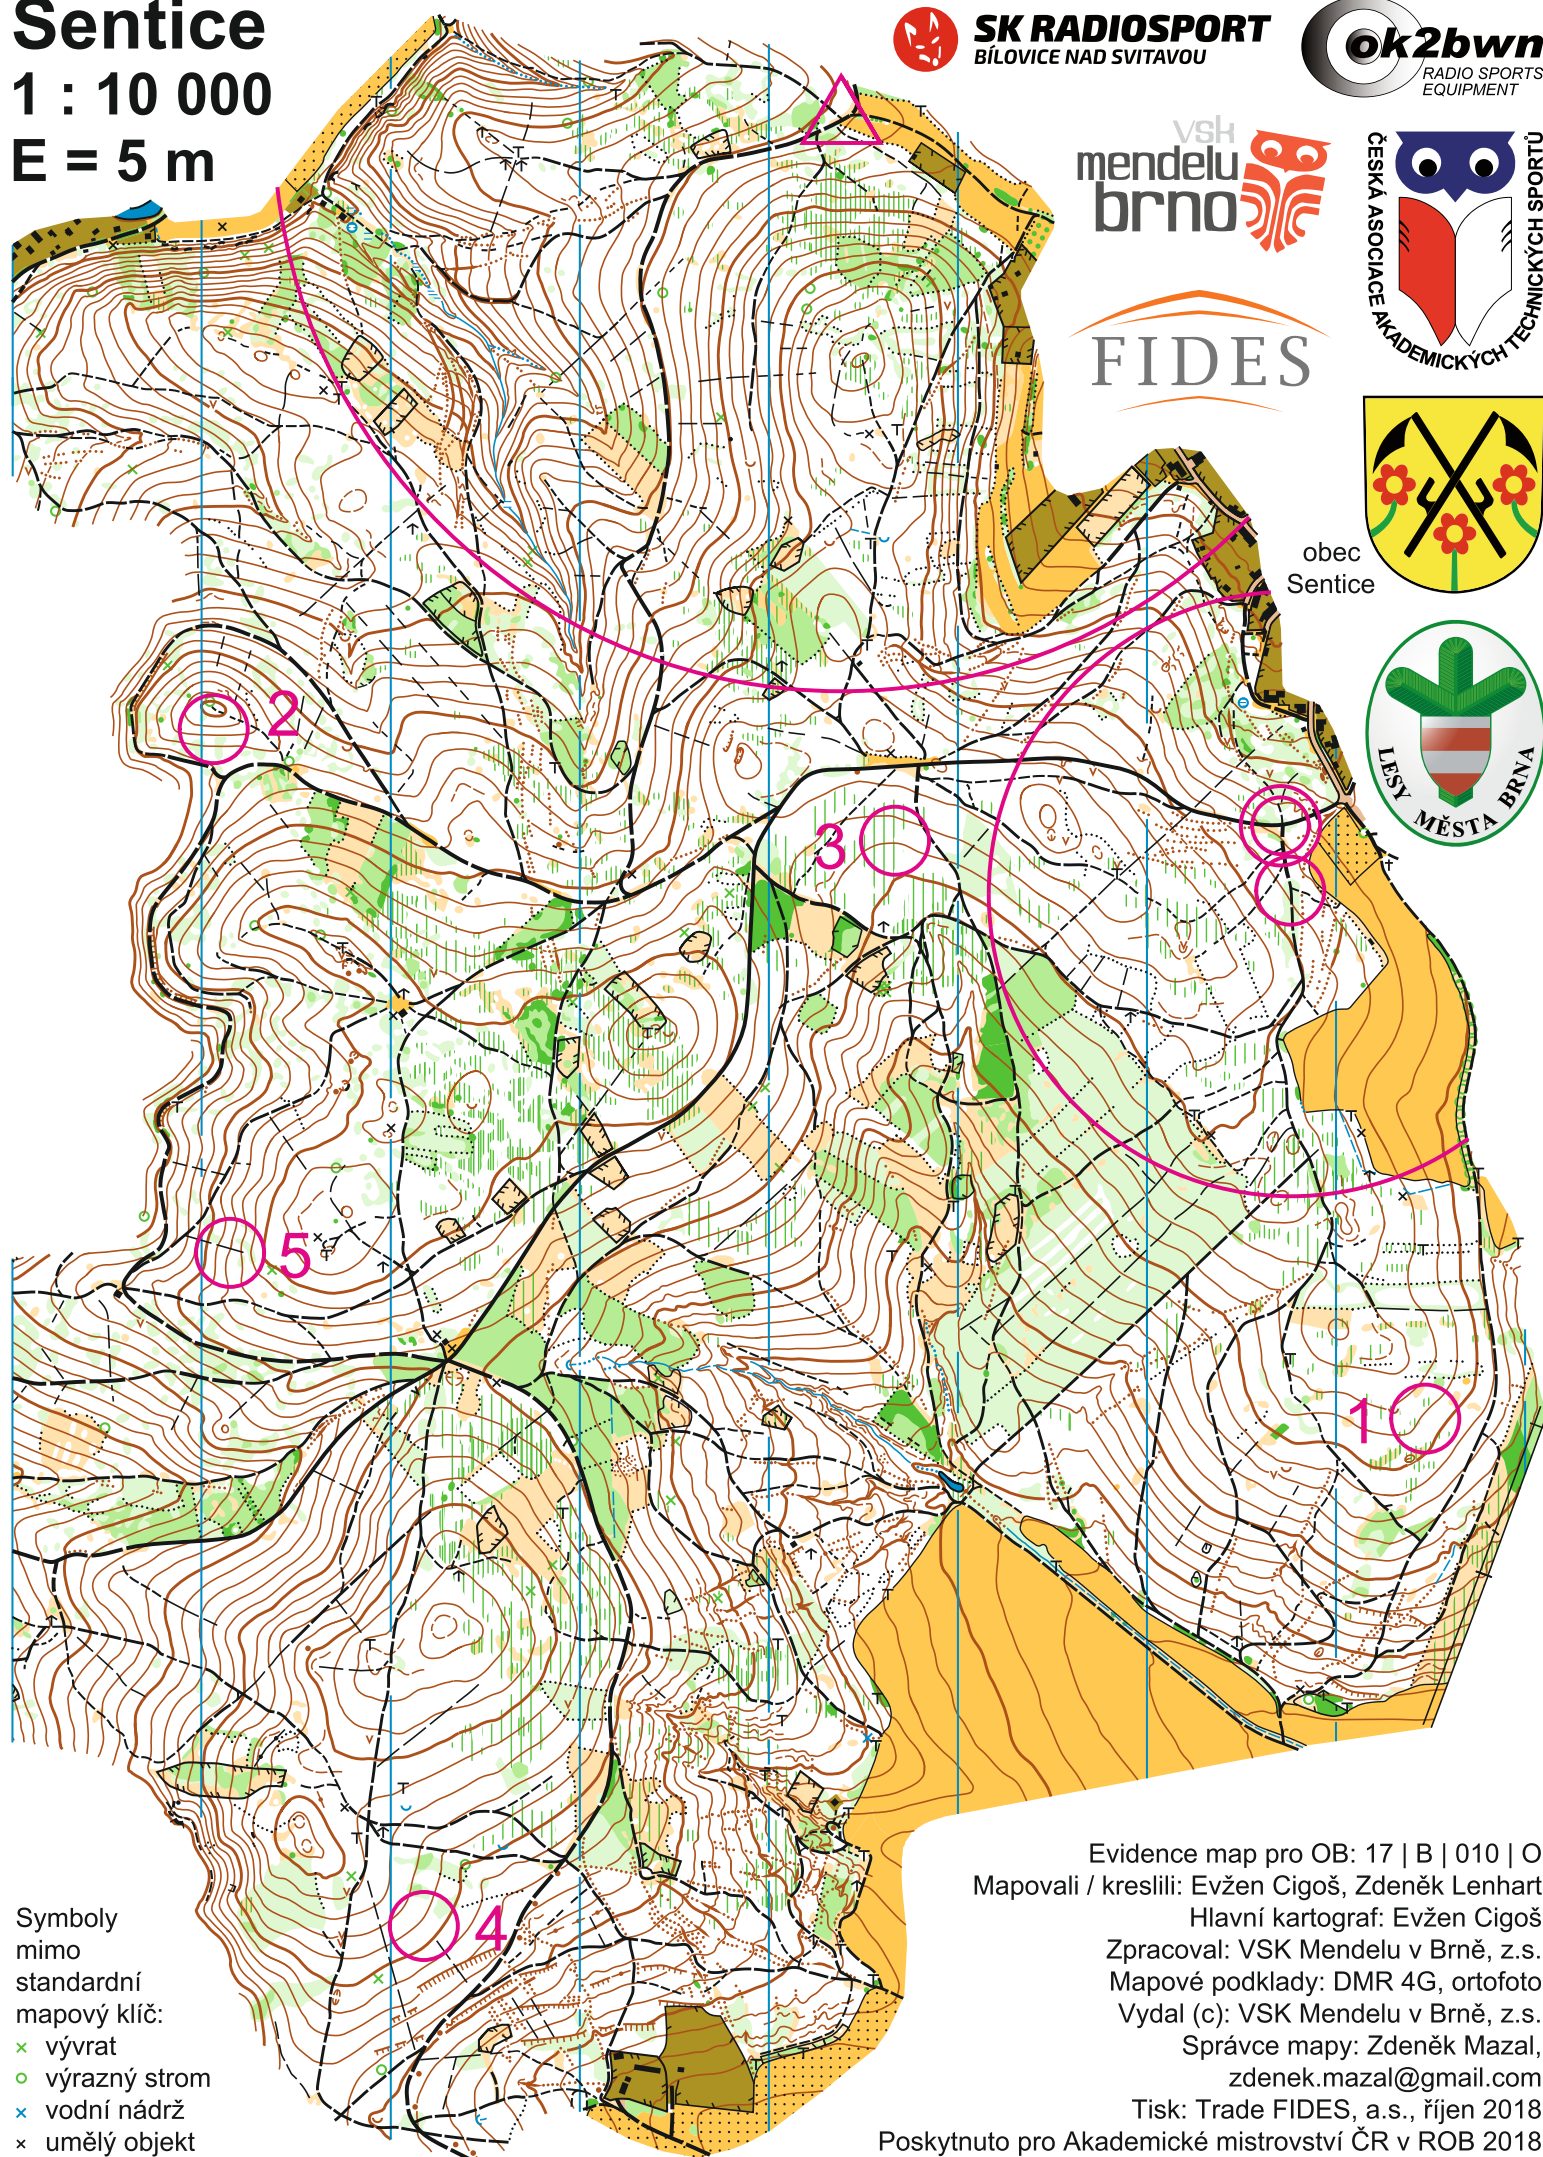 Sentice
1 : 10 000
E = 5 m
SK RADIOSPORT
BÍLOVICE NAD SVITAVOU
ok2bwn
RADIO SPORTS
EQUIPMENT
vsk
mendelu
brno
ČESKÁ ASOCIACE AKADEMICKÝCH TECHNICKÝCH SPORTŮ
FIDES
obec
Sentice
LESY MĚSTA BRNA
2
3
5
1
4
Symboly
mimo
standardní
mapový klíč:
× vývrat
o výrazný strom
× vodní nádrž
× umělý objekt
Evidence map pro OB: 17 | B | 010 | O
Mapovali / kreslili: Evžen Cigoš, Zdeněk Lenhart
Hlavní kartograf: Evžen Cigoš
Zpracoval: VSK Mendelu v Brně, z.s.
Mapové podklady: DMR 4G, ortofoto
Vydal (c): VSK Mendelu v Brně, z.s.
Správce mapy: Zdeněk Mazal,
zdenek.mazal@gmail.com
Tisk: Trade FIDES, a.s., říjen 2018
Poskytnuto pro Akademické mistrovství ČR v ROB 2018